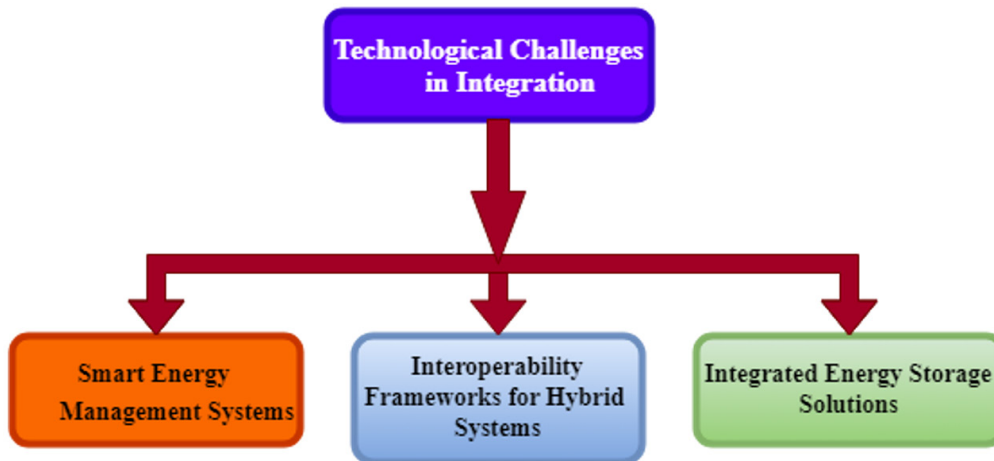 Technological Challenges
in Integration
Smart Energy
Management Systems
Interoperability
Frameworks for Hybrid
Systems
Integrated Energy Storage
Solutions